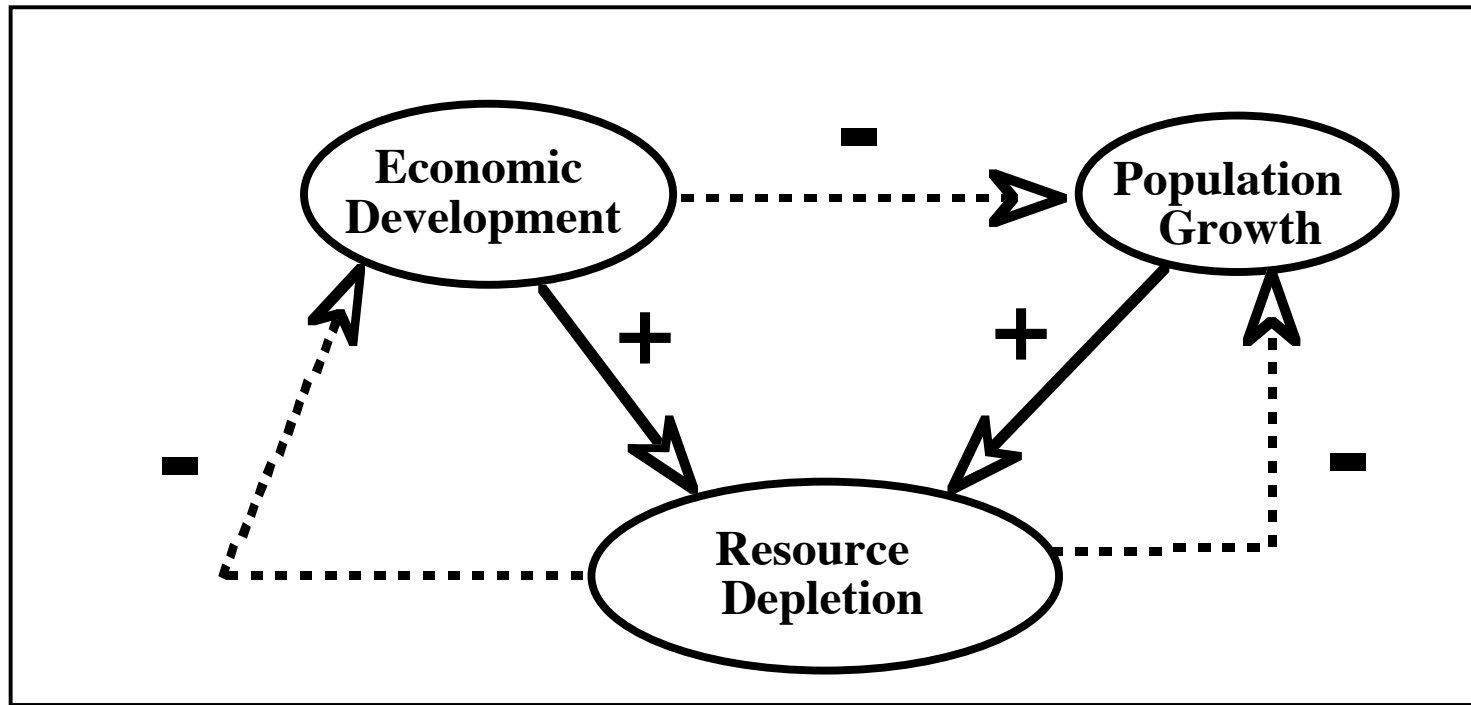 Economic
Development
-
Population
Growth
+
+
-
-
Resource
Depletion